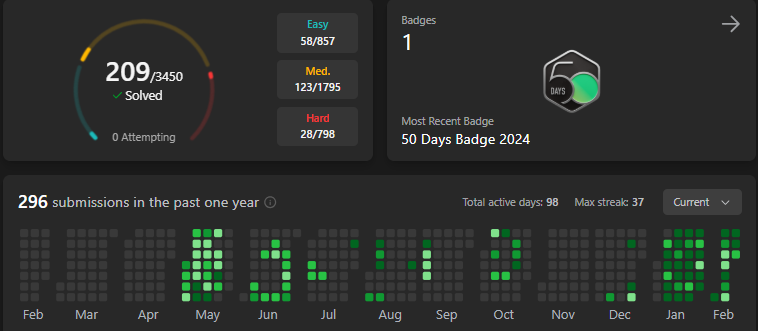 Easy
58/857
209/3450
Solved
Med.
123/1795
0 Attempting
Hard
28/798
Badges
1
50
DAYS
Most Recent Badge
50 Days Badge 2024
296 submissions in the past one year
Total active days: 98
Max streak: 37
Current
Feb Mar Apr May Jun Jul Aug Sep Oct Nov Dec Jan Feb